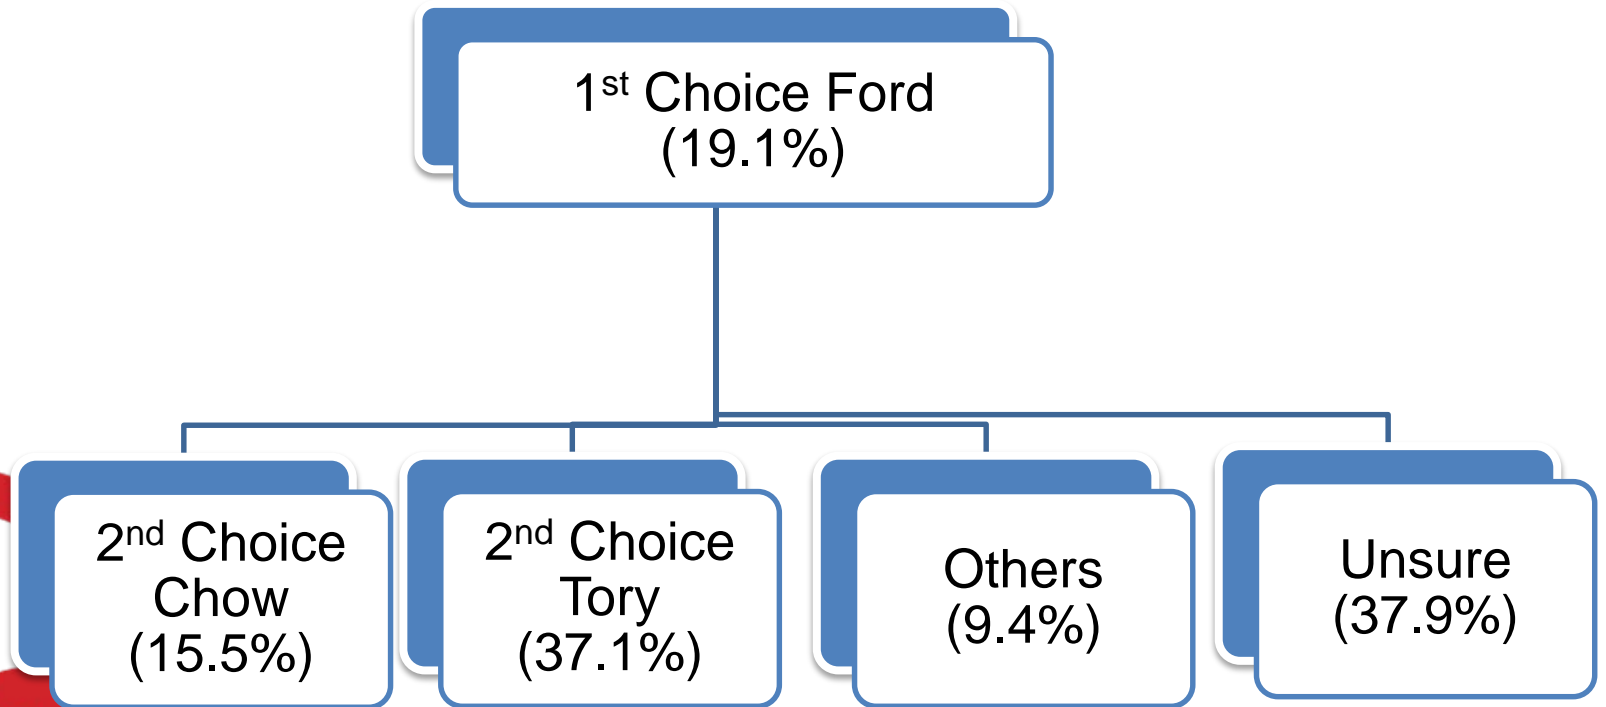 1st Choice Ford
(19.1%)
2nd Choice
Chow
(15.5%)
2nd Choice
Tory
(37.1%)
Others
(9.4%)
Unsure
(37.9%)